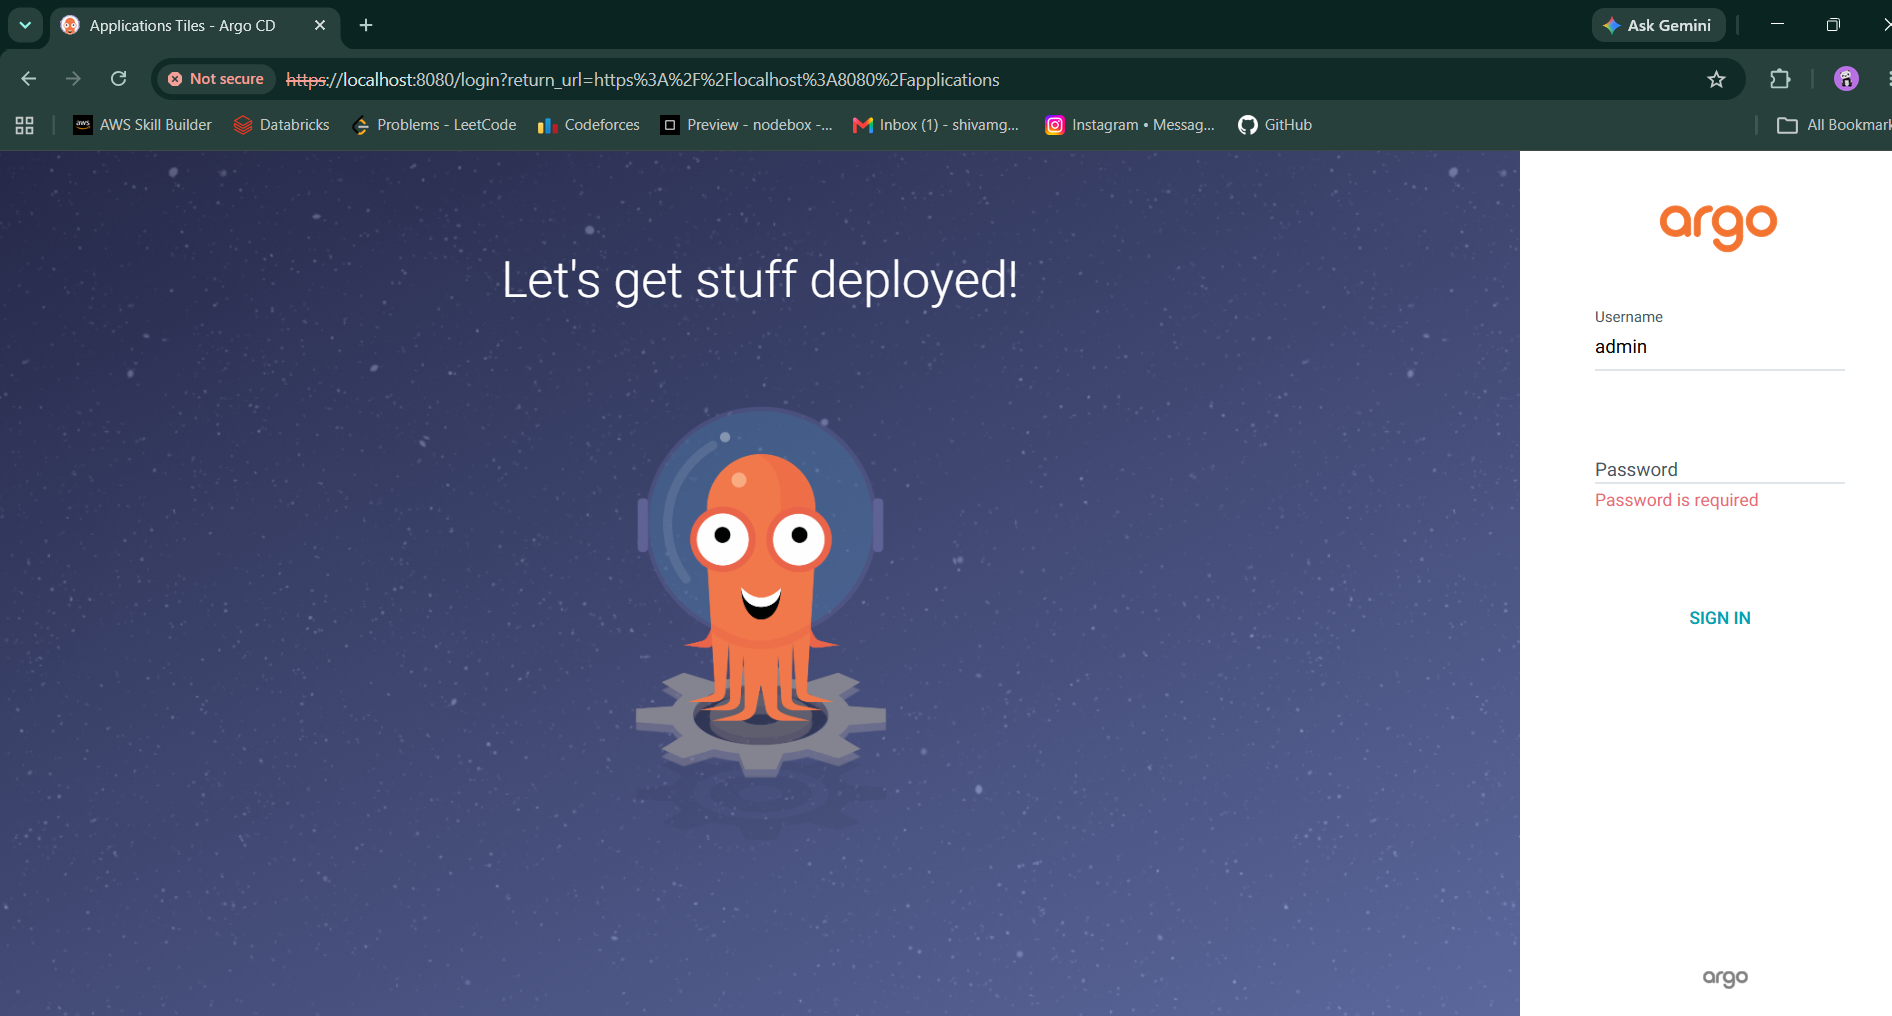 Applications Tiles - Argo CD
Ask Gemini
Not secure
https://localhost:8080/login?return_url=https%3A%2F%2Flocalhost%3A8080%2Fapplications
aws
AWS Skill Builder
Databricks
Problems - LeetCode
Codeforces
Preview - nodebox -...
Inbox (1) - shivamg...
Instagram • Messag...
GitHub
All Bookmark
Let's get stuff deployed!
argo
Username
admin
Password
Password is required
SIGN IN
argo